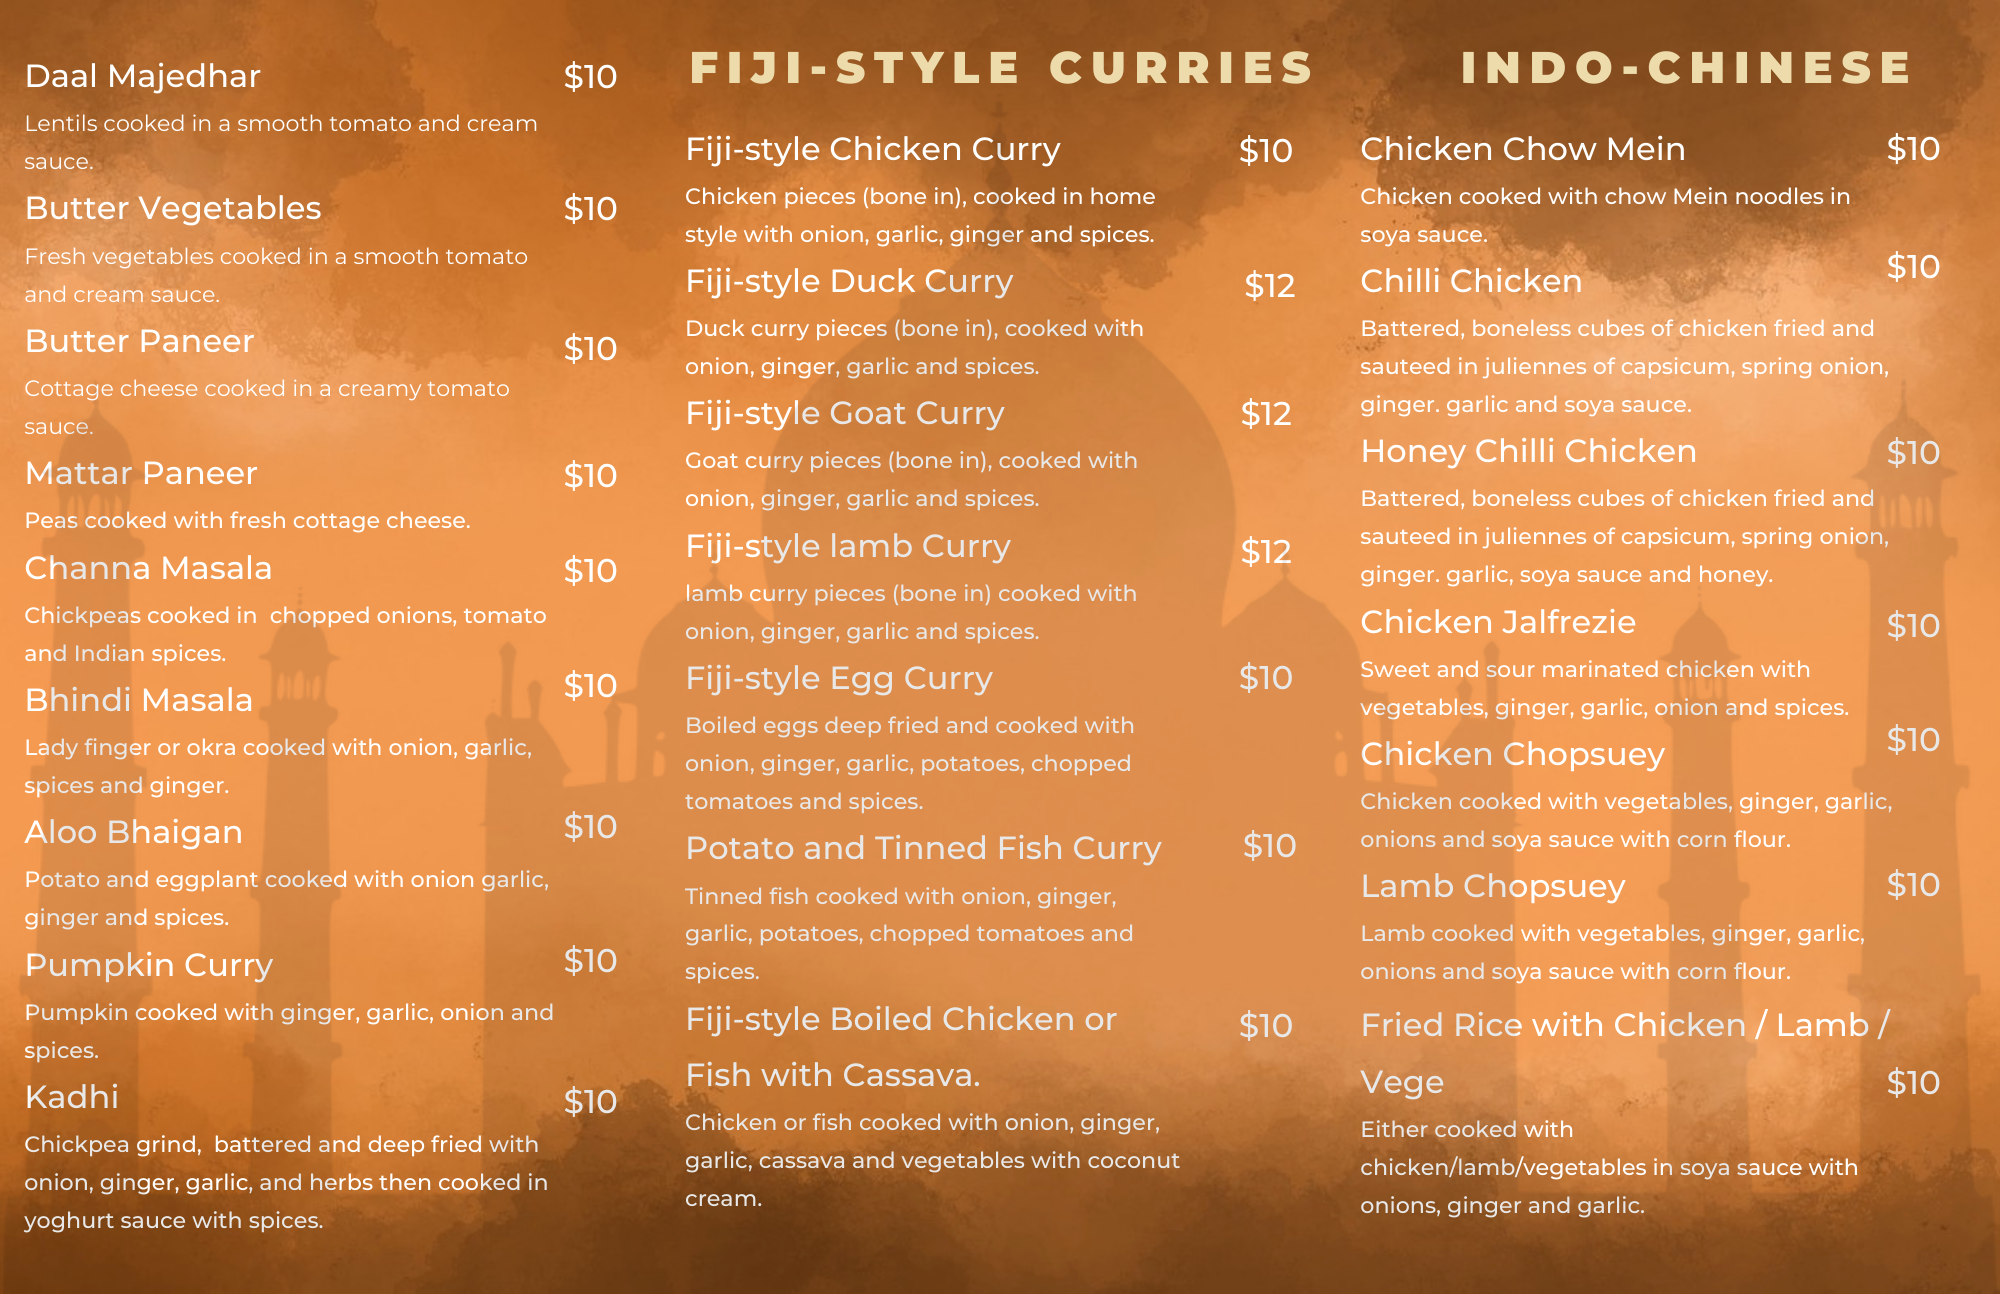 Daal Majedhar $10
Lentils cooked in a smooth tomato and cream
sauce.
Butter Vegetables $10
Fresh vegetables cooked in a smooth tomato
and cream sauce.
Butter Paneer $10
Cottage cheese cooked in a creamy tomato
sauce.
Mattar Paneer $10
Peas cooked with fresh cottage cheese.
Channa Masala $10
Chickpeas cooked in  chopped onions, tomato
and Indian spices.
Bhindi Masala $10
Lady finger or okra cooked with onion, garlic,
spices and ginger.
Aloo Bhaigan $10
Potato and eggplant cooked with onion garlic,
ginger and spices.
Pumpkin Curry $10
Pumpkin cooked with ginger, garlic, onion and
spices.
Kadhi $10
Chickpea grind,  battered and deep fried with
onion, ginger, garlic, and herbs then cooked in
yoghurt sauce with spices.
FIJI-STYLE CURRIES
Fiji-style Chicken Curry $10
Chicken pieces (bone in), cooked in home
style with onion, garlic, ginger and spices.
Fiji-style Duck Curry $12
Duck curry pieces (bone in), cooked with
onion, ginger, garlic and spices.
Fiji-style Goat Curry $12
Goat curry pieces (bone in), cooked with
onion, ginger, garlic and spices.
Fiji-style lamb Curry $12
lamb curry pieces (bone in) cooked with
onion, ginger, garlic and spices.
Fiji-style Egg Curry $10
Boiled eggs deep fried and cooked with
onion, ginger, garlic, potatoes, chopped
tomatoes and spices.
Potato and Tinned Fish Curry $10
Tinned fish cooked with onion, ginger,
garlic, potatoes, chopped tomatoes and
spices.
Fiji-style Boiled Chicken or $10
Fish with Cassava.
Chicken or fish cooked with onion, ginger,
garlic, cassava and vegetables with coconut
cream.
INDO-CHINESE
Chicken Chow Mein $10
Chicken cooked with chow Mein noodles in
soya sauce.
Chilli Chicken $10
Battered, boneless cubes of chicken fried and
sauteed in juliennes of capsicum, spring onion,
ginger. garlic and soya sauce.
Honey Chilli Chicken $10
Battered, boneless cubes of chicken fried and
sauteed in juliennes of capsicum, spring onion,
ginger. garlic, soya sauce and honey.
Chicken Jalfrezie $10
Sweet and sour marinated chicken with
vegetables, ginger, garlic, onion and spices.
Chicken Chopsuey $10
Chicken cooked with vegetables, ginger, garlic,
onions and soya sauce with corn flour.
Lamb Chopsuey $10
Lamb cooked with vegetables, ginger, garlic,
onions and soya sauce with corn flour.
Fried Rice with Chicken / Lamb /
Vege $10
Either cooked with
chicken/lamb/vegetables in soya sauce with
onions, ginger and garlic.